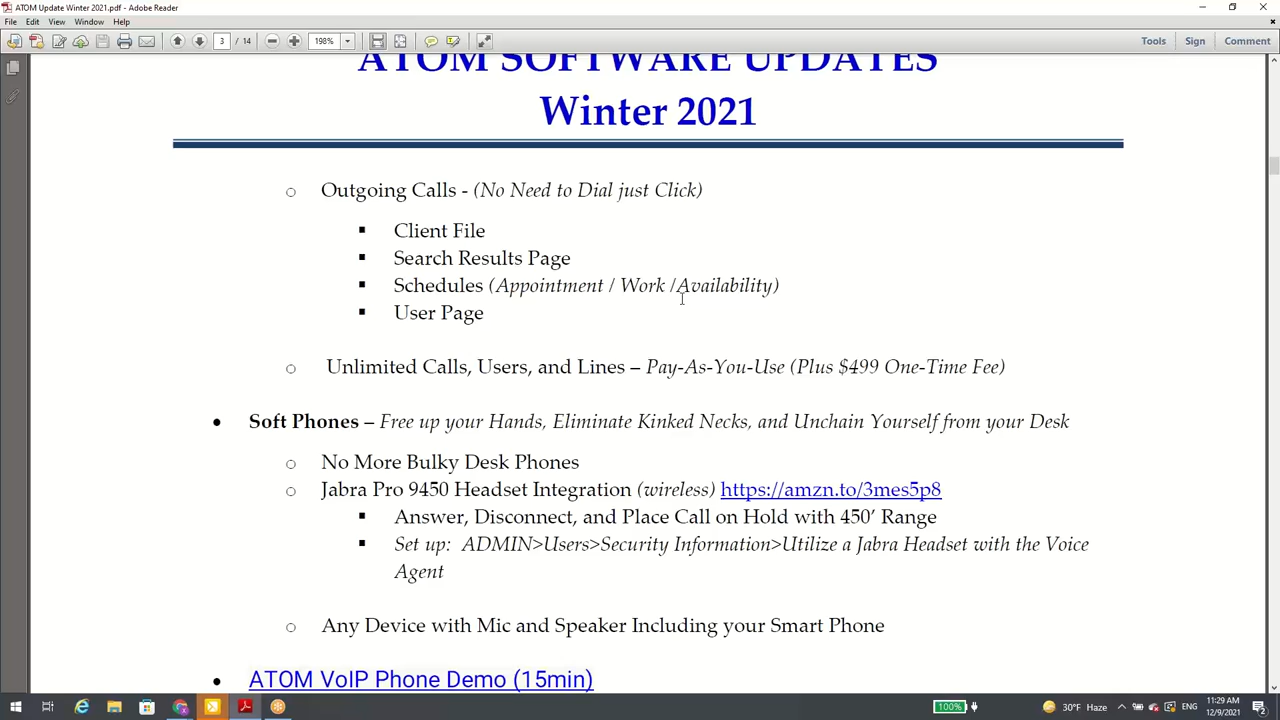 ATOM Update Winter 2021.pdf - Adobe Reader
File Edit View Window Help
3 / 14 198% Tools Sign Comment
ATOM SOFTWARE UPDATES
Winter 2021
o Outgoing Calls - (No Need to Dial just Click)
▪ Client File
▪ Search Results Page
▪ Schedules (Appointment / Work /Availability)
▪ User Page
o Unlimited Calls, Users, and Lines – Pay-As-You-Use (Plus $499 One-Time Fee)
• Soft Phones – Free up your Hands, Eliminate Kinked Necks, and Unchain Yourself from your Desk
o No More Bulky Desk Phones
o Jabra Pro 9450 Headset Integration (wireless) https://amzn.to/3mes5p8
▪ Answer, Disconnect, and Place Call on Hold with 450’ Range
▪ Set up: ADMIN>Users>Security Information>Utilize a Jabra Headset with the Voice
Agent
o Any Device with Mic and Speaker Including your Smart Phone
• ATOM VoIP Phone Demo (15min)
100% 30°F Haze ENG 11:29 AM
12/9/2021